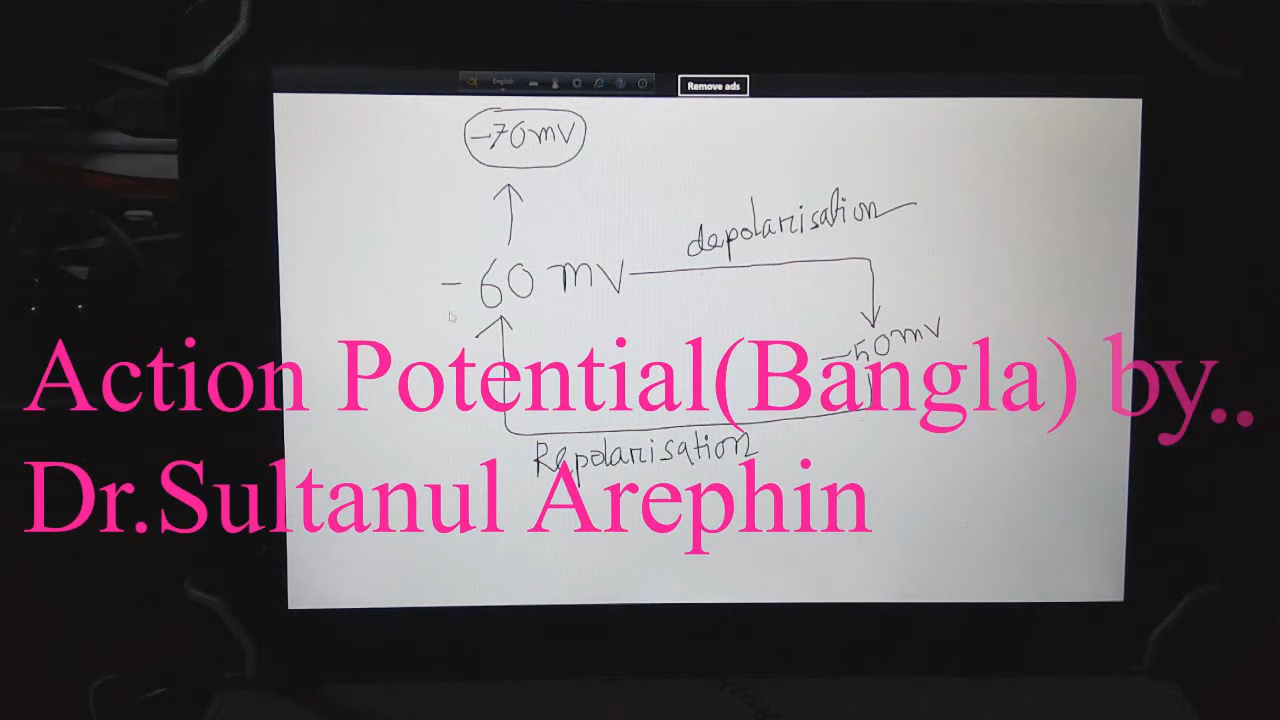 English
Remove ads
-70mv
depolarisation
- 60 mv
-50mv
Action Potential(Bangla) by..
Repolarisation
Dr.Sultanul Arephin